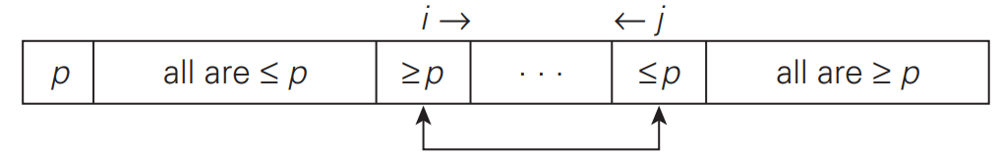 i → ← j
p all are ≤ p ≥ p · · · ≤ p all are ≥ p